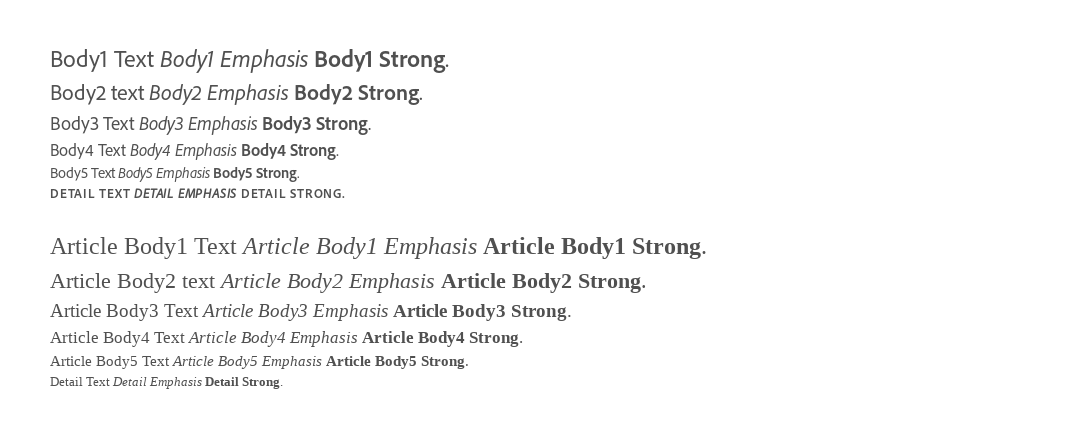 Body1 Text Body1 Emphasis Body1 Strong.
Body2 text Body2 Emphasis Body2 Strong.
Body3 Text Body3 Emphasis Body3 Strong.
Body4 Text Body4 Emphasis Body4 Strong.
Body5 Text Body5 Emphasis Body5 Strong.
DETAIL TEXT DETAIL EMPHASIS DETAIL STRONG.
Article Body1 Text Article Body1 Emphasis Article Body1 Strong.
Article Body2 text Article Body2 Emphasis Article Body2 Strong.
Article Body3 Text Article Body3 Emphasis Article Body3 Strong.
Article Body4 Text Article Body4 Emphasis Article Body4 Strong.
Article Body5 Text Article Body5 Emphasis Article Body5 Strong.
Detail Text Detail Emphasis Detail Strong.